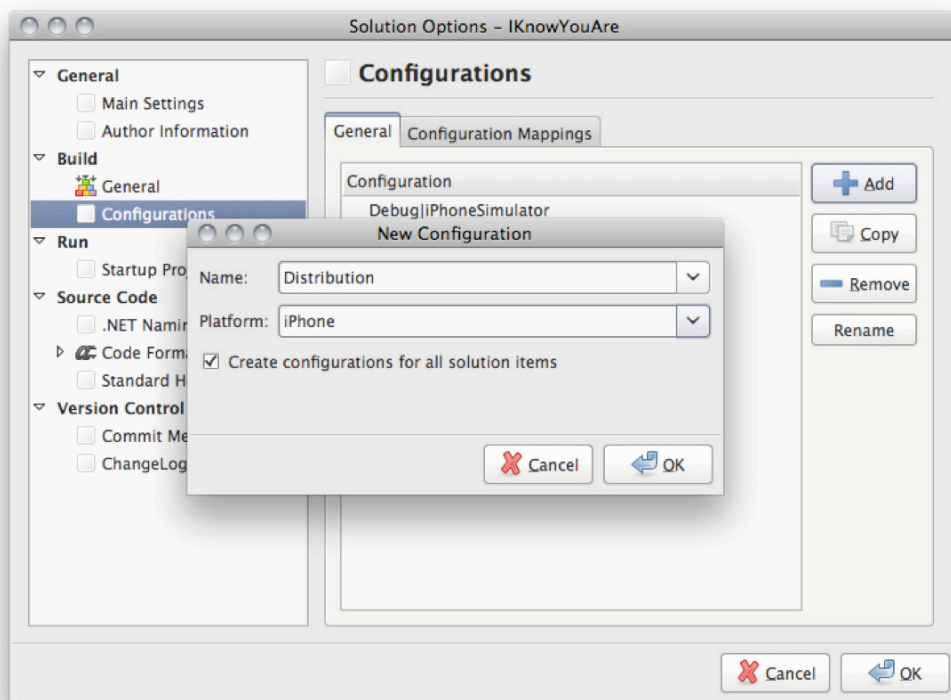 Solution Options – IKnowYouAre
General
Main Settings
Author Information
Build
General
Configurations
Run
Startup Pro
Source Code
.NET Namin
Code Forma
Standard H
Version Control
Commit Me
ChangeLog
Configurations
General
Configuration Mappings
Configuration
Debug|iPhoneSimulator
Add
Copy
Remove
Rename
New Configuration
Name: Distribution
Platform: iPhone
Create configurations for all solution items
Cancel
OK
Cancel
OK